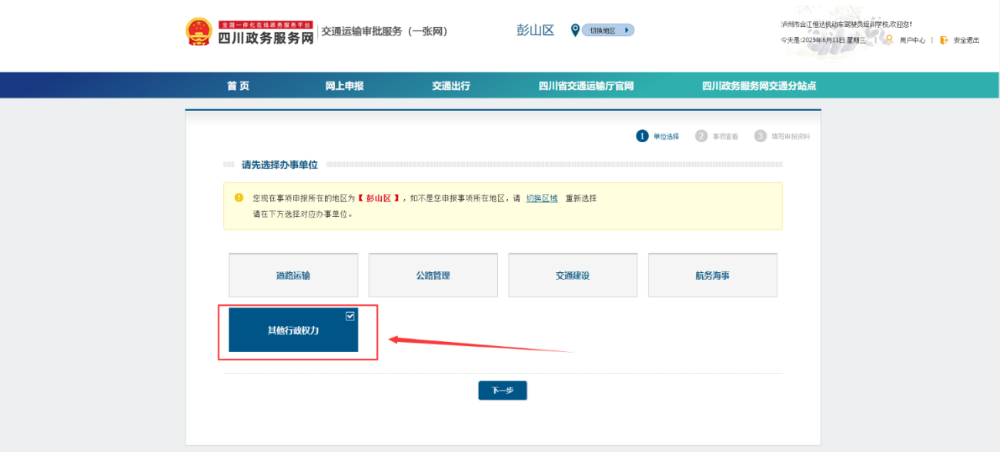 全国一体化在线政务服务平台
四川政务服务网
交通运输审批服务（一张网）
彭山区
切换地区
泸州市合江恒达机动车驾驶员培训学校,欢迎您!
今天是:2025年6月11日 星期三 | 用户中心 | 安全退出
首 页 网上申报 交通出行 四川省交通运输厅官网 四川政务服务网交通分站点
1 单位选择 2 事项查看 3 填写申报资料
请先选择办事单位
您现在事项申报所在的地区为【 彭山区 】，如不是您申报事项所在地区，请 切换区域 重新选择
请在下方选择对应办事单位。
道路运输 公路管理 交通建设 航务海事
其他行政权力
下一步